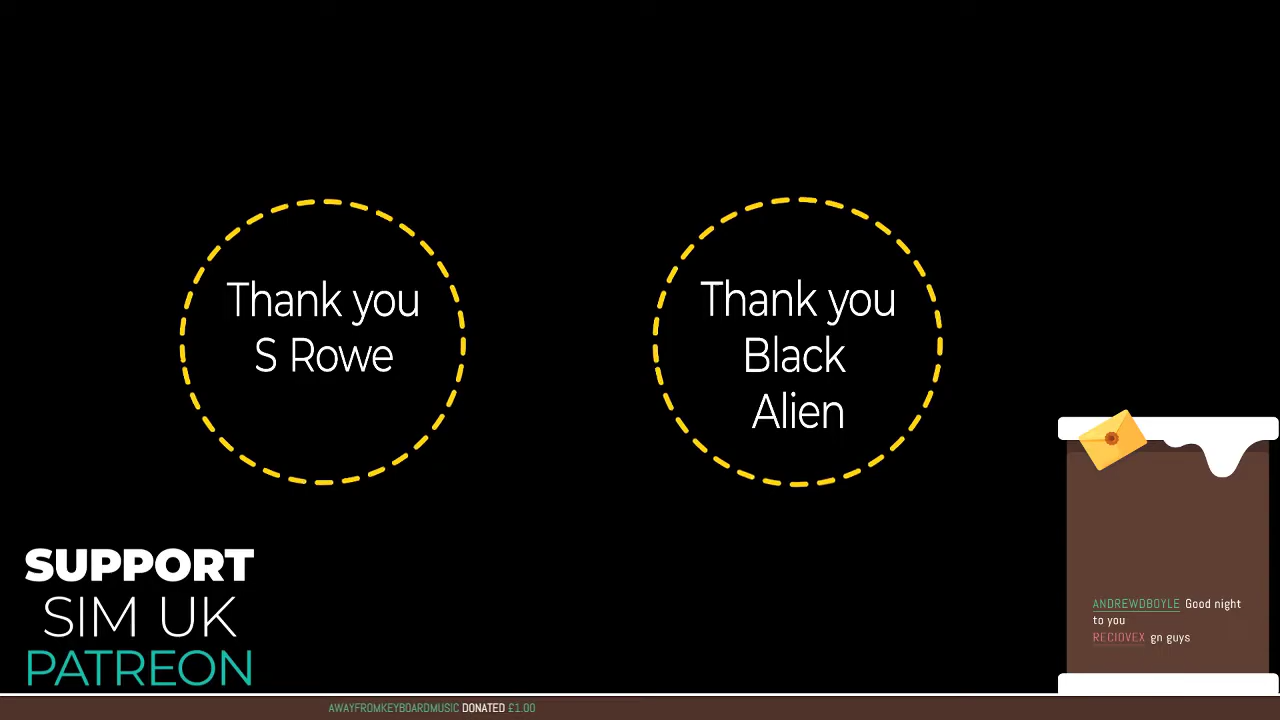 Thank you
S Rowe
Thank you
Black
Alien
SUPPORT
SIM UK
PATREON
ANDREWDBOYLE Good night
to you
RECIOVEX gn guys
AWAYFROMKEYBOARDMUSIC DONATED £1.00